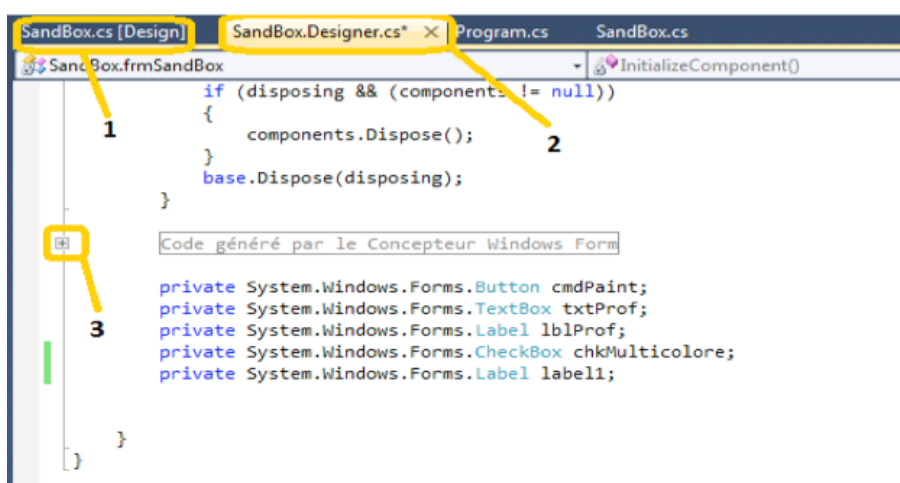 SandBox.cs [Design] SandBox.Designer.cs* Program.cs SandBox.cs
SandBox.frmSandBox InitializeComponent()
if (disposing && (components != null))
{
1
components.Dispose();
2
}
base.Dispose(disposing);
}
Code généré par le Concepteur Windows Form
private System.Windows.Forms.Button cmdPaint;
private System.Windows.Forms.TextBox txtProf;
3 private System.Windows.Forms.Label lblProf;
private System.Windows.Forms.CheckBox chkMulticolore;
private System.Windows.Forms.Label label1;
}
}